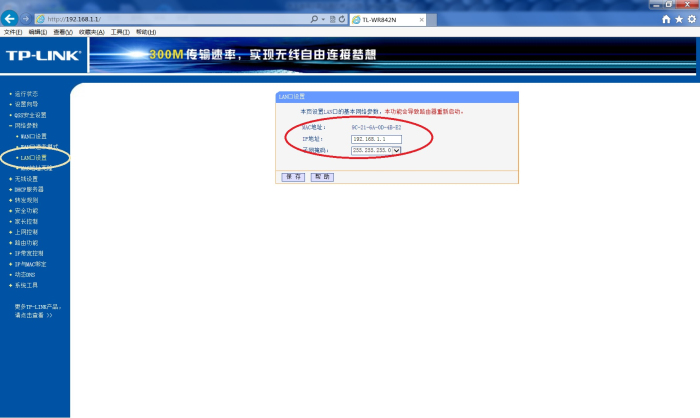 http://192.168.1.1/
TL-WR842N
文件(F) 编辑(E) 查看(V) 收藏夹(A) 工具(T) 帮助(H)
TP-LINK
300M传输速率，实现无线自由连接梦想
运行状态
设置向导
QSS安全设置
网络参数
WAN口设置
LAN口设置
无线设置
DHCP服务器
转发规则
安全功能
家长控制
上网控制
路由功能
IP带宽控制
IP与MAC绑定
动态DNS
系统工具
更多TP-LINK产品，
请点击查看 >>
LAN口设置
本页设置LAN口的基本网络参数，本功能会导致路由器重新启动。
MAC地址： 9C-21-6A-0D-4B-E2
IP地址： 192.168.1.1
子网掩码： 255.255.255.0
保 存 帮 助